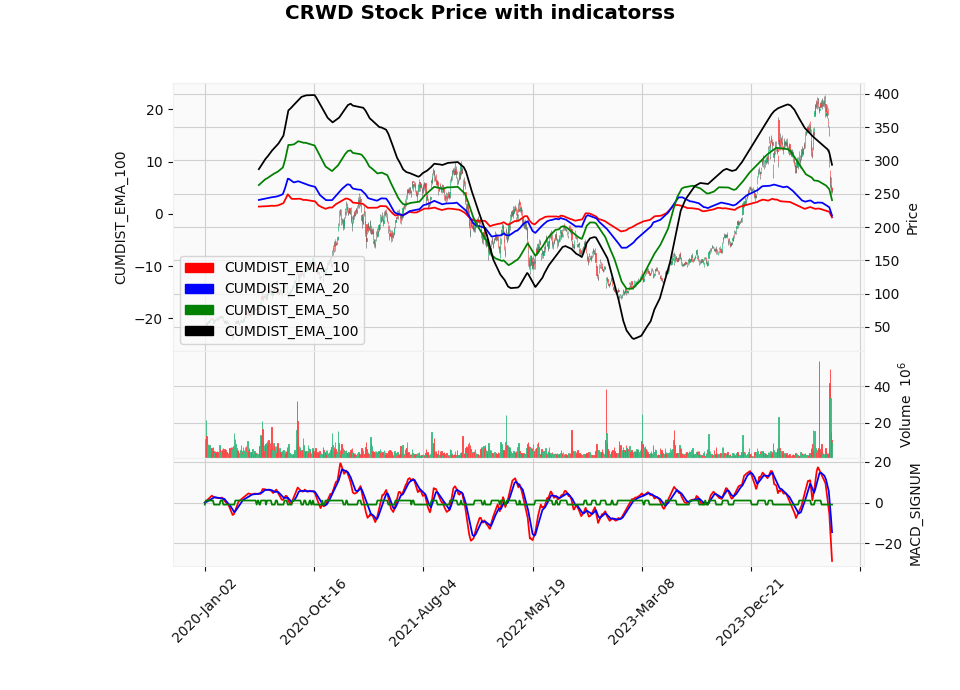 CRWD Stock Price with indicatorss
CUMDIST_EMA_100
20
10
0
−10
−20
CUMDIST_EMA_10
CUMDIST_EMA_20
CUMDIST_EMA_50
CUMDIST_EMA_100
400
350
300
250
200
150
100
50
Price
40
20
Volume 10^6
20
0
−20
MACD_SIGNUM
2020-Jan-02
2020-Oct-16
2021-Aug-04
2022-May-19
2023-Mar-08
2023-Dec-21